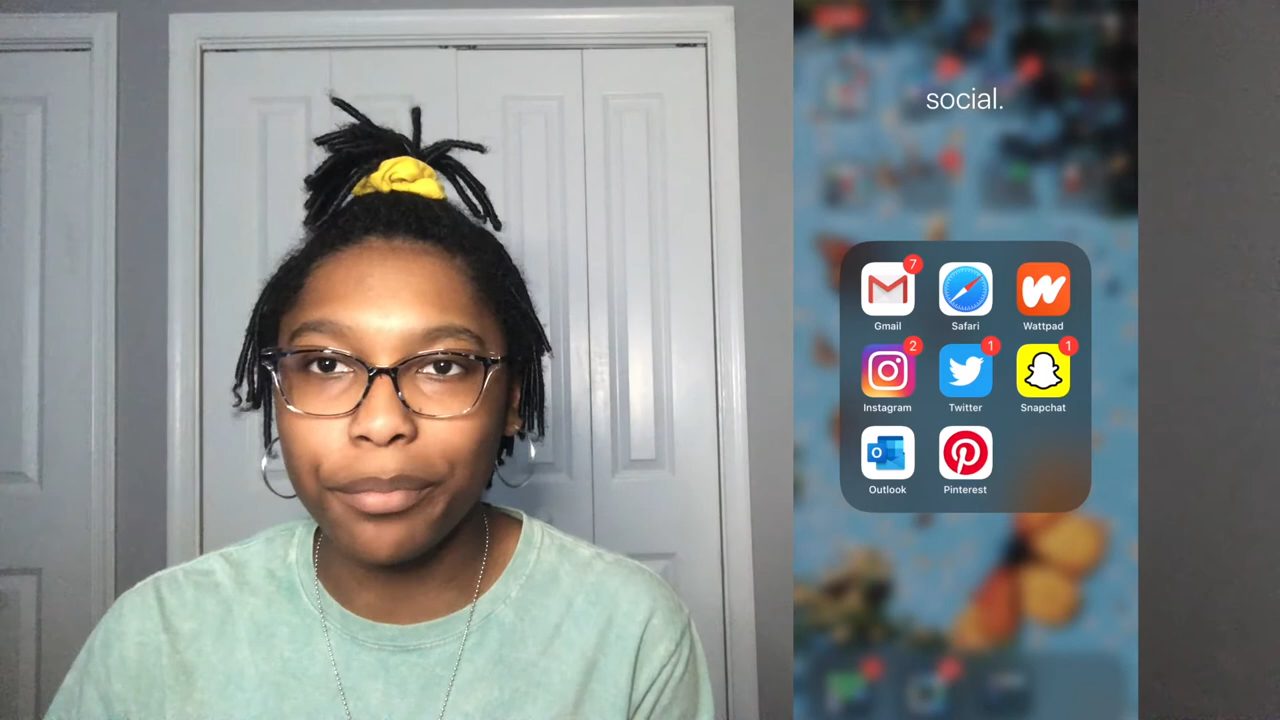 social.
7
Gmail Safari Wattpad
2 1 1
Instagram Twitter Snapchat
O
Outlook Pinterest